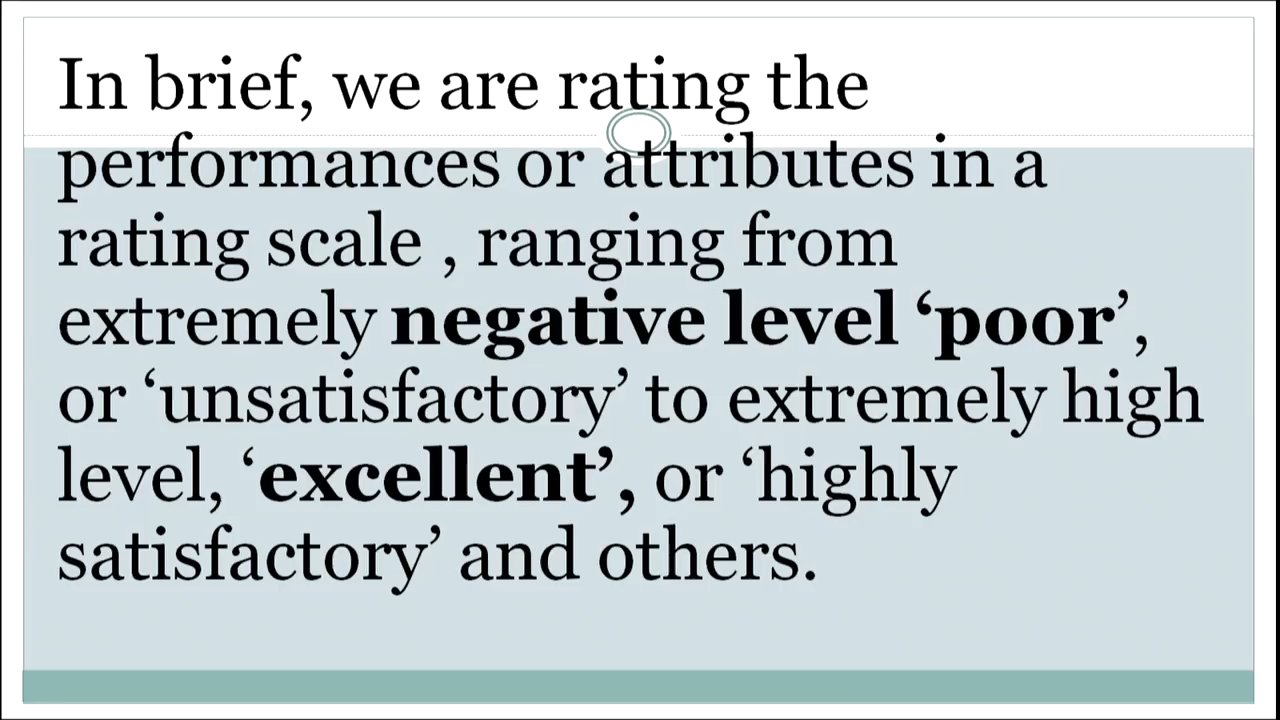 In brief, we are rating the
performances or attributes in a
rating scale , ranging from
extremely negative level ‘poor’,
or ‘unsatisfactory’ to extremely high
level, ‘excellent’, or ‘highly
satisfactory’ and others.